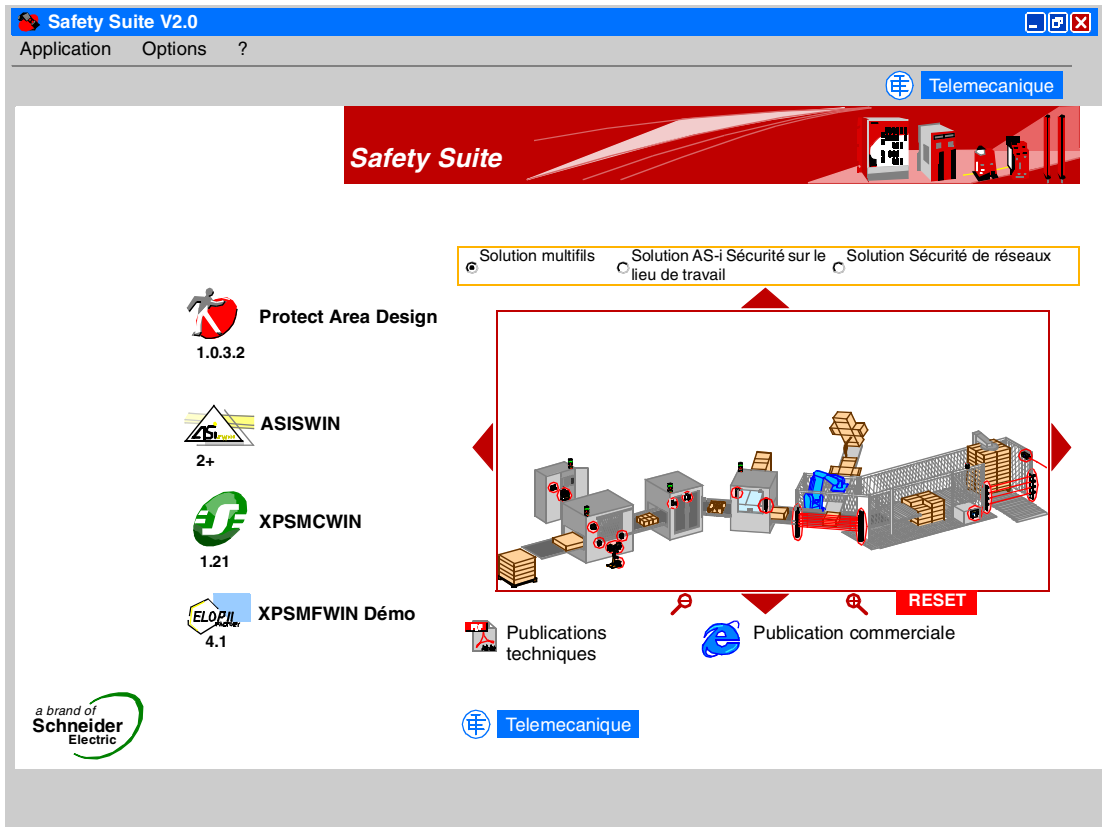 Safety Suite V2.0
Application Options ?
Telemecanique
Safety Suite
Solution multifils
Solution AS-i Sécurité sur le
lieu de travail
Solution Sécurité de réseaux
Protect Area Design
1.0.3.2
ASISWIN
2+
XPSMCWIN
1.21
XPSMFWIN Démo
4.1
RESET
Publications
techniques
Publication commerciale
a brand of
Schneider
Electric
Telemecanique